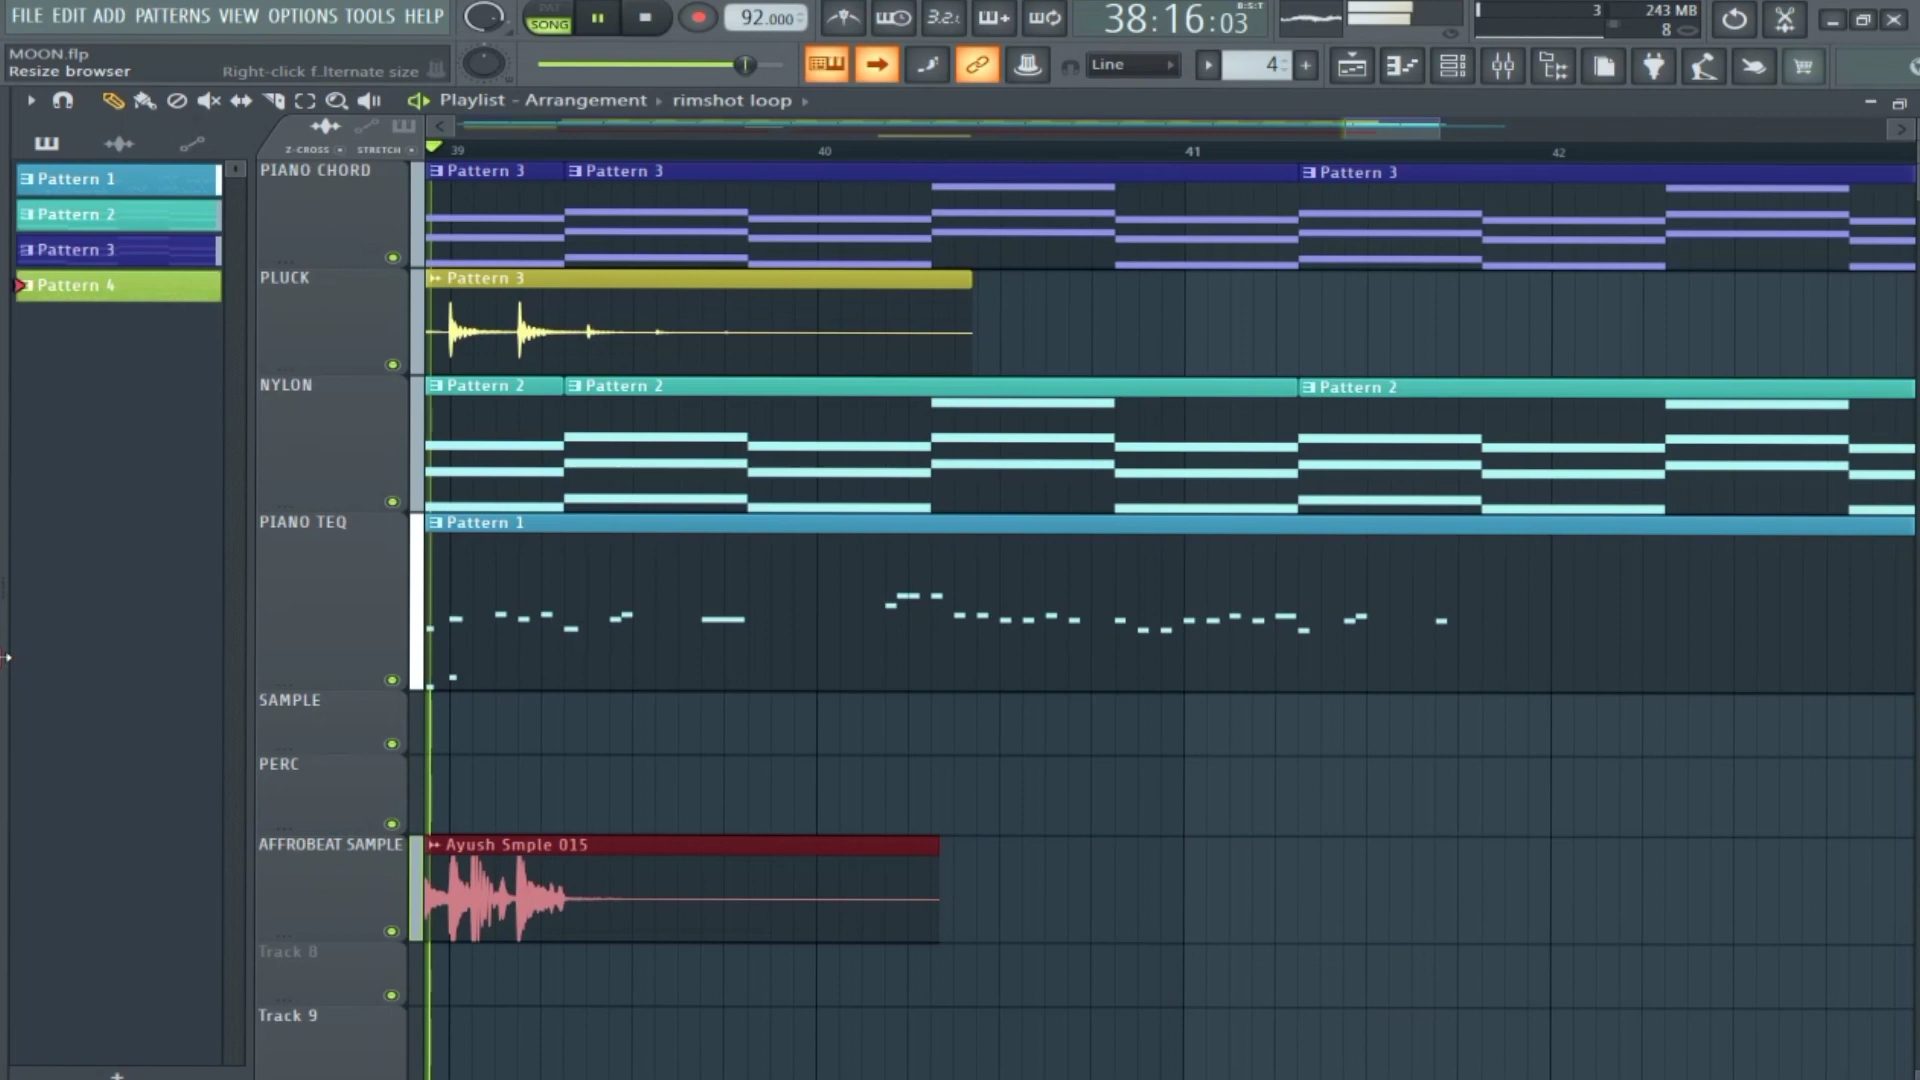 FILE EDIT ADD PATTERNS VIEW OPTIONS TOOLS HELP
PAT
SONG
92.000
3.2
38:16:03
B:S:T
3
243 MB
8
MOON.flp
Resize browser
Right-click f..lternate size
Line
4
Playlist - Arrangement ▸ rimshot loop ▸
Z-CROSS
STRETCH
39
40
41
42
Pattern 1
Pattern 2
Pattern 3
Pattern 4
PIANO CHORD
Pattern 3
Pattern 3
Pattern 3
PLUCK
Pattern 3
NYLON
Pattern 2
Pattern 2
Pattern 2
PIANO TEQ
Pattern 1
SAMPLE
PERC
AFFROBEAT SAMPLE
Ayush Smple 015
Track 8
Track 9